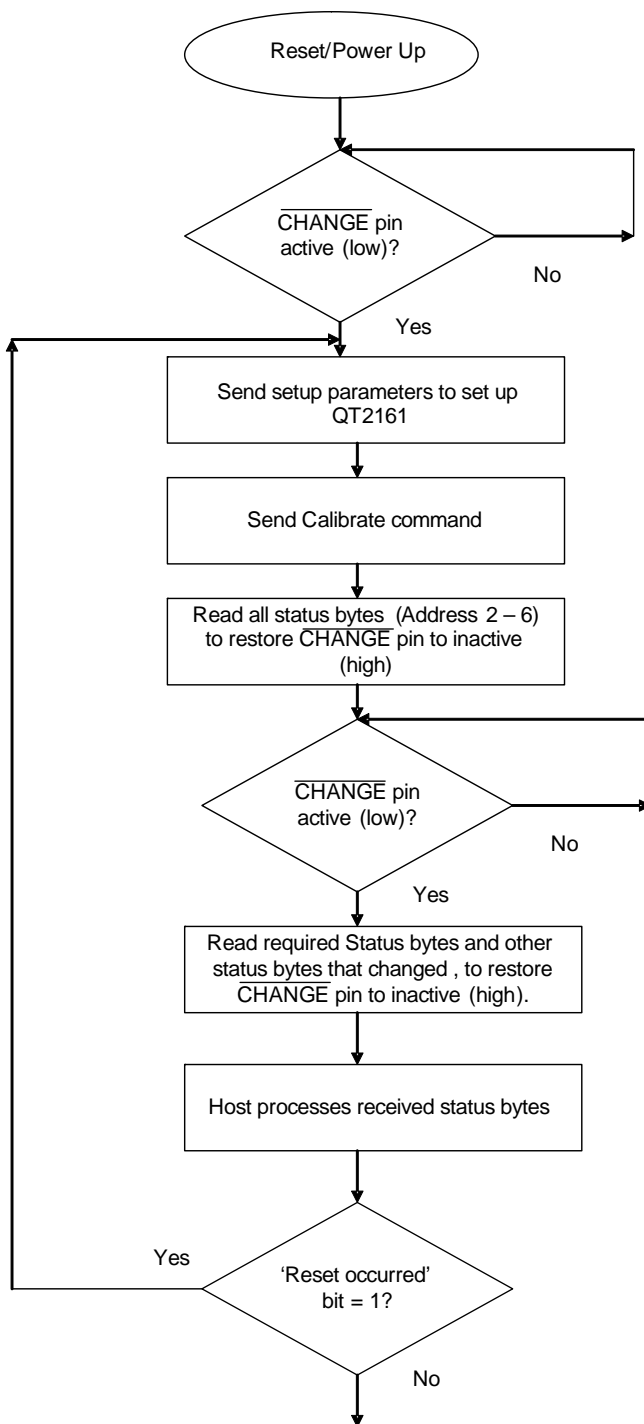 Reset/Power Up
CHANGE pin
active (low)?
No
Yes
Send setup parameters to set up
QT2161
Send Calibrate command
Read all status bytes (Address 2 – 6)
to restore CHANGE pin to inactive
(high)
CHANGE pin
active (low)?
No
Yes
Read required Status bytes and other
status bytes that changed , to restore
CHANGE pin to inactive (high).
Host processes received status bytes
Yes
‘Reset occurred’
bit = 1?
No